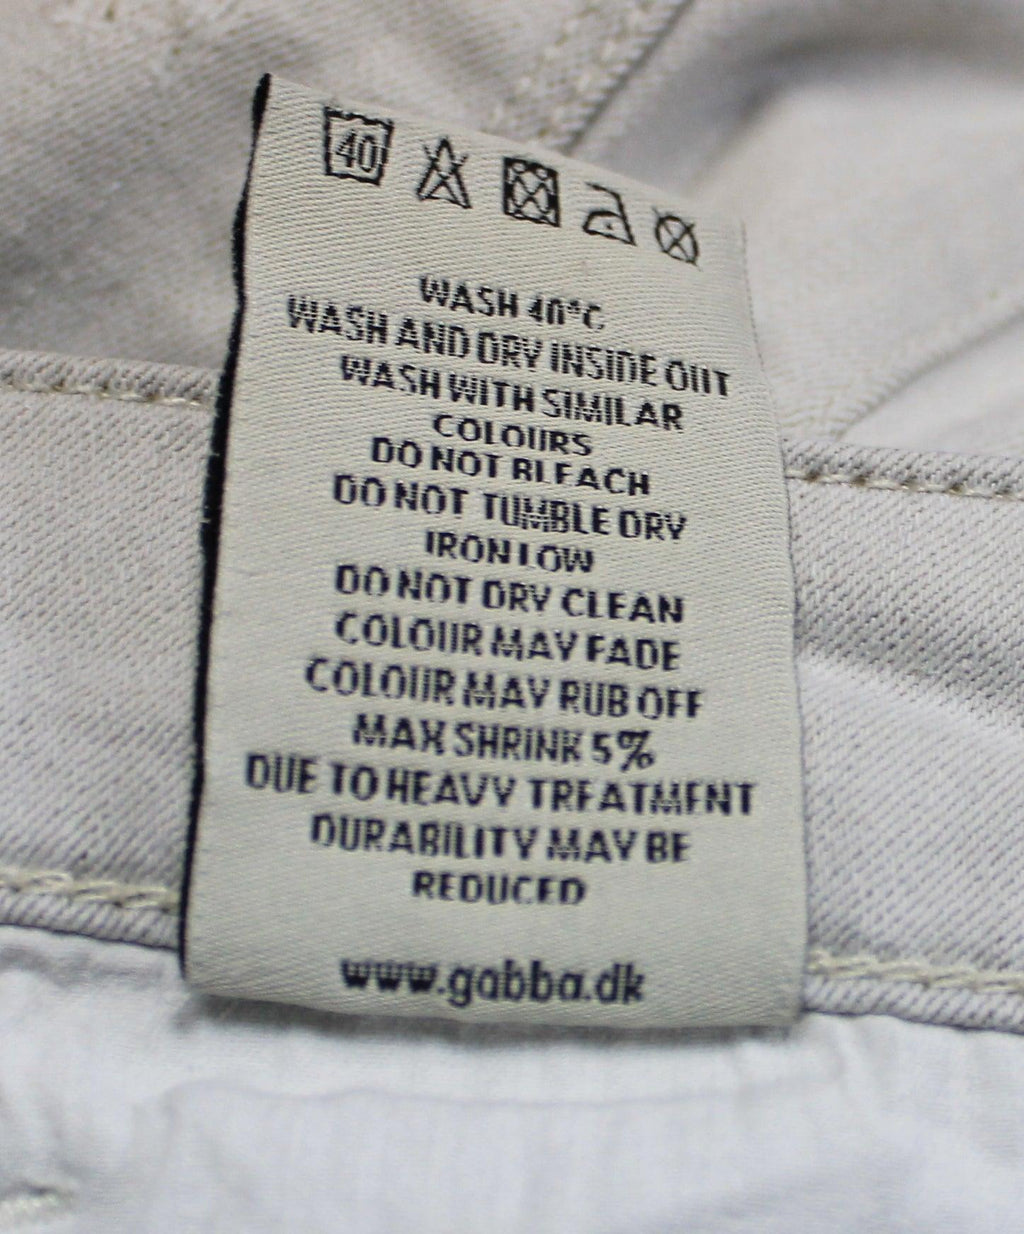 40
WASH 40°C
WASH AND DRY INSIDE OUT
WASH WITH SIMILAR
COLOURS
DO NOT BLEACH
DO NOT TUMBLE DRY
IRON LOW
DO NOT DRY CLEAN
COLOUR MAY FADE
COLOUR MAY RUB OFF
MAX SHRINK 5%
DUE TO HEAVY TREATMENT
DURABILITY MAY BE
REDUCED
www.gabba.dk